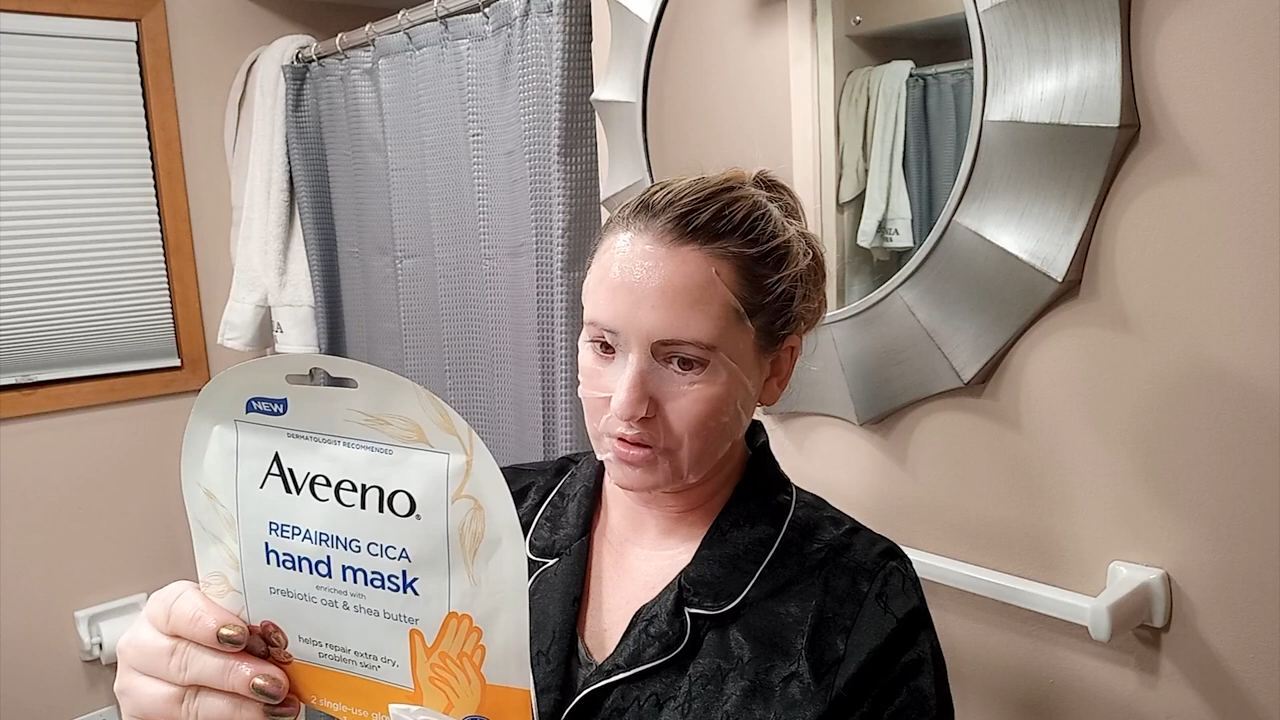 NEW
DERMATOLOGIST RECOMMENDED
Aveeno®
REPAIRING CICA
hand mask
enriched with
prebiotic oat & shea butter
helps repair extra dry,
problem skin*
2 single-use